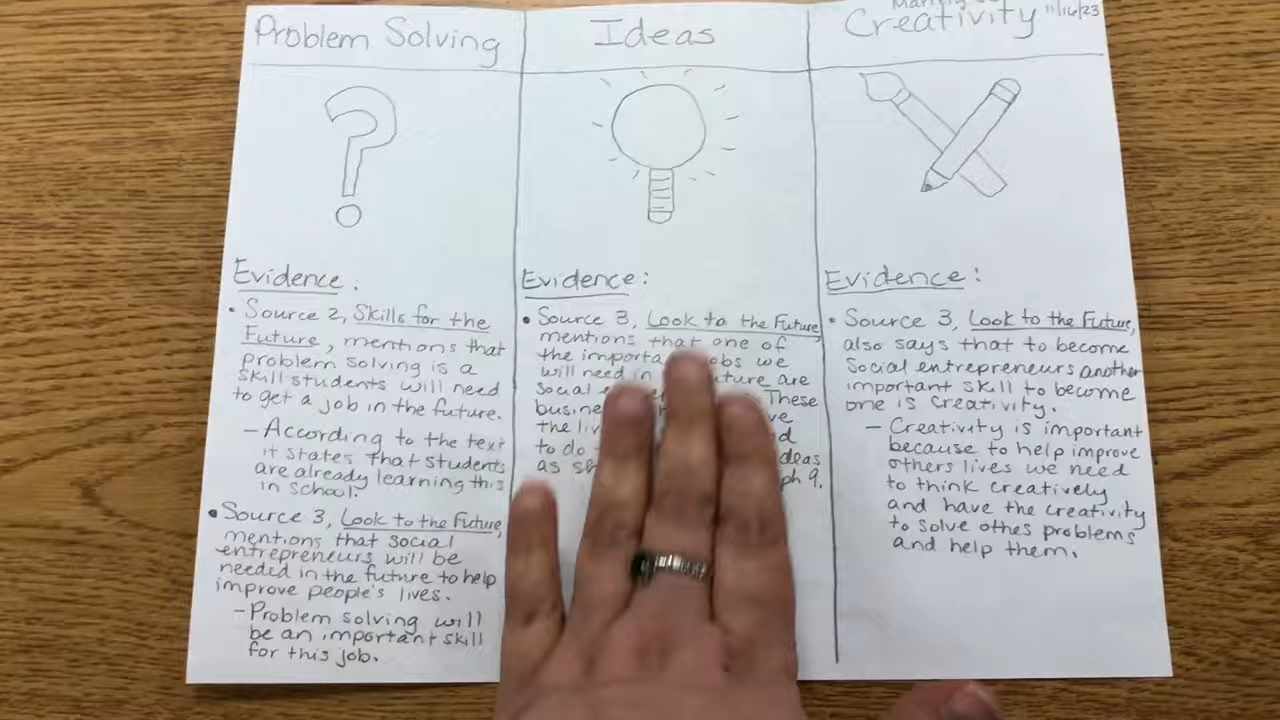 Problem Solving
Evidence:
• Source 2, Skills for the
Future, mentions that
problem solving is a
skill students will need
to get a job in the future.
- According to the text
it states that students
are already learning this
in school.
• Source 3, Look to the Future,
mentions that social
entrepreneurs will be
needed in the future to help
improve people's lives.
- Problem solving will
be an important skill
for this job.
Ideas
Evidence:
• Source 3, Look to the Future,
mentions that one of
the jobs we
will need in are
social These
the
to do
as 9.
Creativity 11/16/23
Evidence:
• Source 3, Look to the Future,
also says that to become
Social entrepreneurs another
important skill to become
one is creativity.
- Creativity is important
because to help improve
others lives we need
to think creatively
and have the creativity
to solve othes problems
and help them.